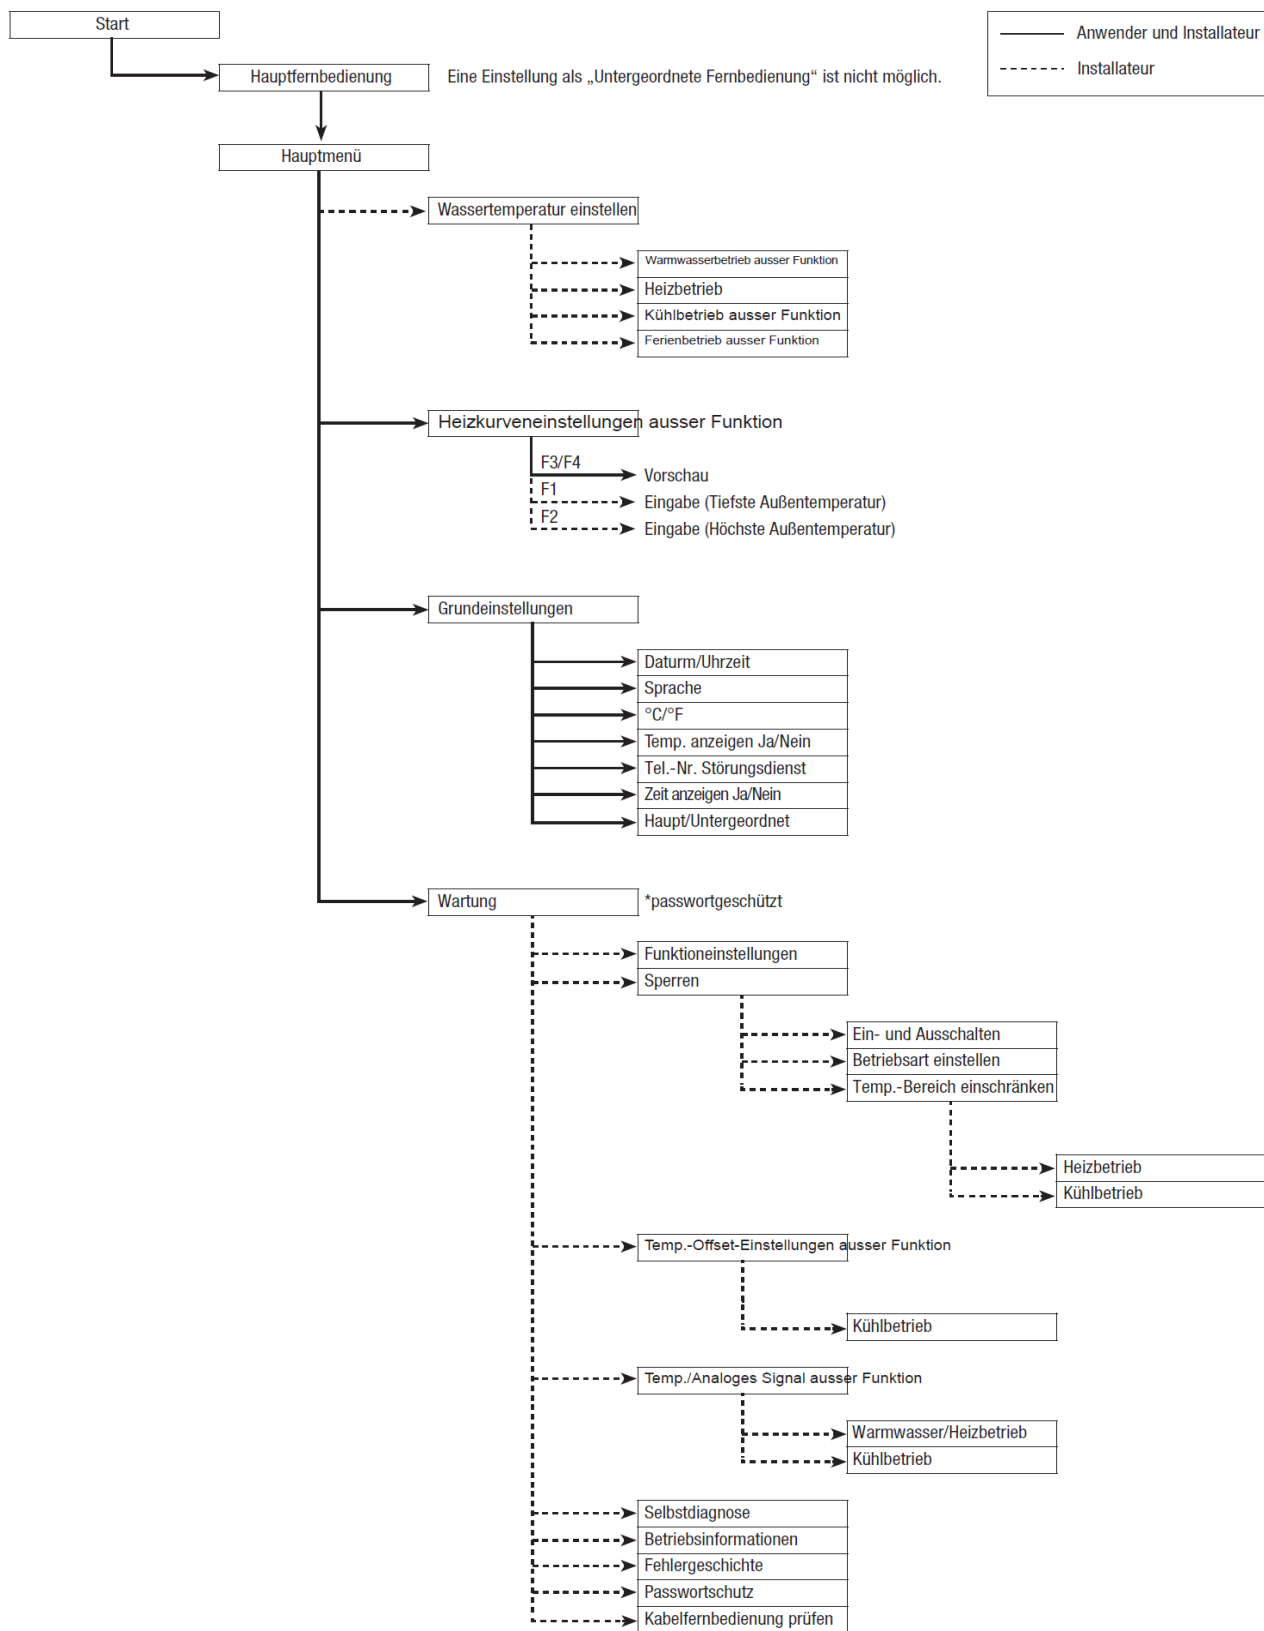 Start
Anwender und Installateur
Installateur
Hauptfernbedienung
Eine Einstellung als „Untergeordnete Fernbedienung“ ist nicht möglich.
Hauptmenü
Wassertemperatur einstellen
Warmwasserbetrieb ausser Funktion
Heizbetrieb
Kühlbetrieb ausser Funktion
Ferienbetrieb ausser Funktion
Heizkurveneinstellungen ausser Funktion
F3/F4
Vorschau
F1
Eingabe (Tiefste Außentemperatur)
F2
Eingabe (Höchste Außentemperatur)
Grundeinstellungen
Daturm/Uhrzeit
Sprache
°C/°F
Temp. anzeigen Ja/Nein
Tel.-Nr. Störungsdienst
Zeit anzeigen Ja/Nein
Haupt/Untergeordnet
Wartung
*passwortgeschützt
Funktioneinstellungen
Sperren
Ein- und Ausschalten
Betriebsart einstellen
Temp.-Bereich einschränken
Heizbetrieb
Kühlbetrieb
Temp.-Offset-Einstellungen ausser Funktion
Kühlbetrieb
Temp./Analoges Signal ausser Funktion
Warmwasser/Heizbetrieb
Kühlbetrieb
Selbstdiagnose
Betriebsinformationen
Fehlergeschichte
Passwortschutz
Kabelfernbedienung prüfen